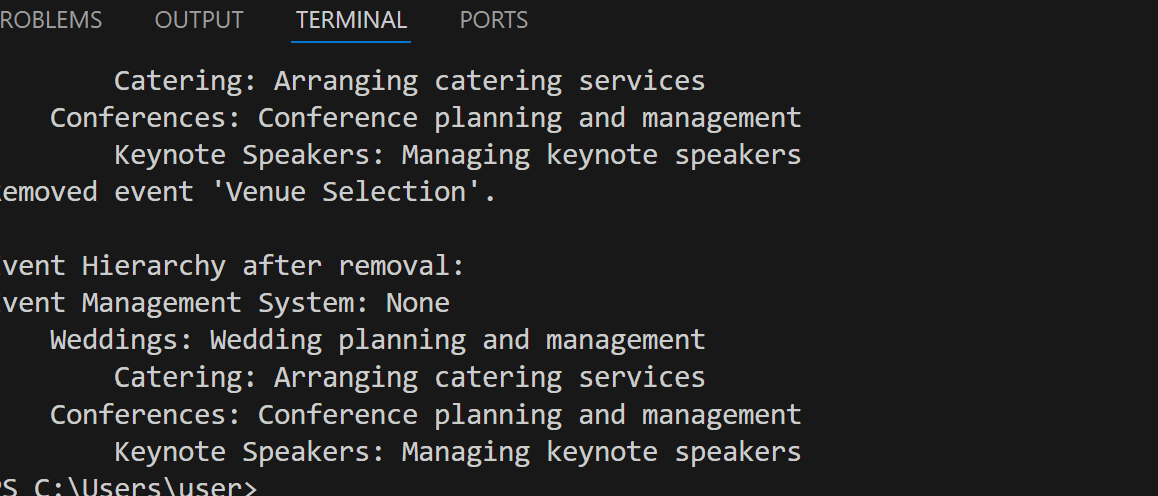 ROBLEMS OUTPUT TERMINAL PORTS
Catering: Arranging catering services
Conferences: Conference planning and management
Keynote Speakers: Managing keynote speakers
emoved event 'Venue Selection'.
vent Hierarchy after removal:
vent Management System: None
Weddings: Wedding planning and management
Catering: Arranging catering services
Conferences: Conference planning and management
Keynote Speakers: Managing keynote speakers
PS C:\Users\user>